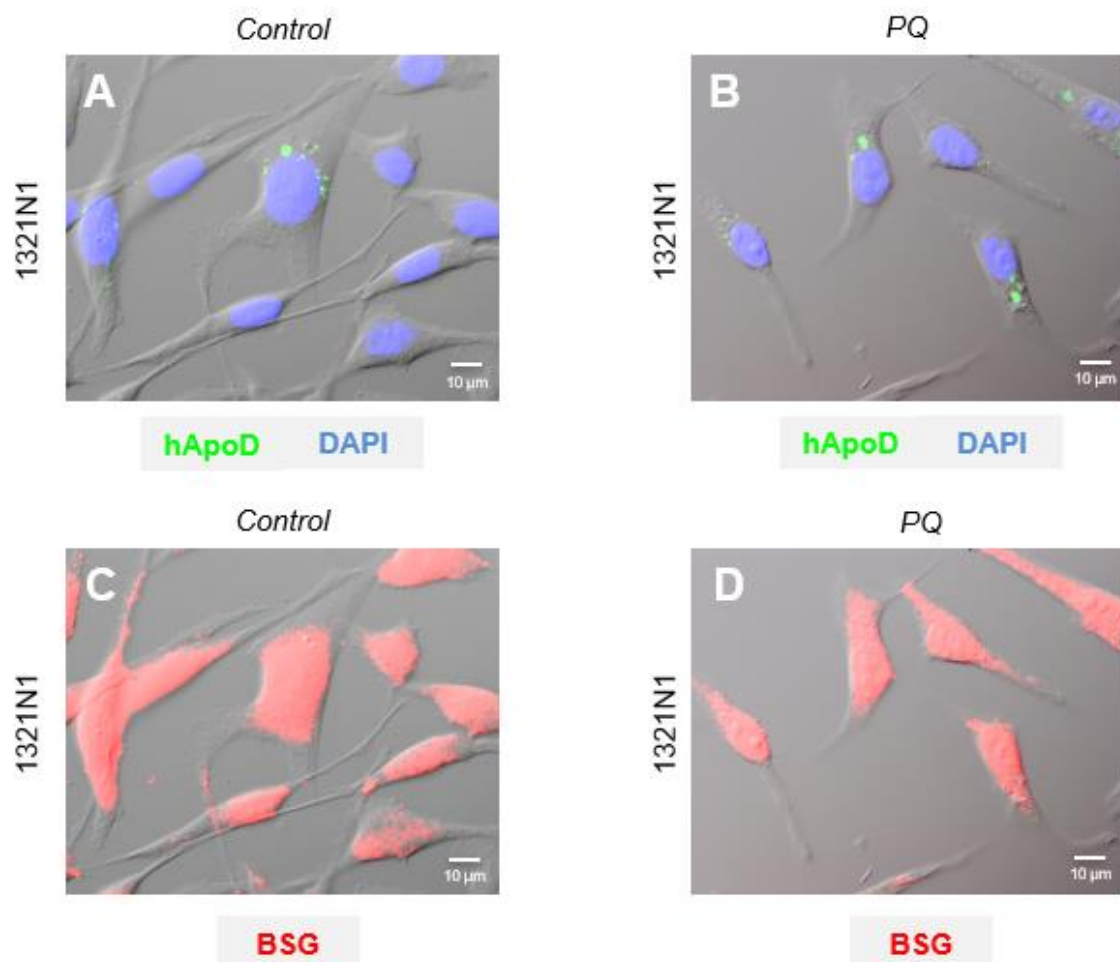 Control
PQ
1321N1
A
10 µm
1321N1
B
10 µm
hApoD DAPI
hApoD DAPI
Control
PQ
1321N1
C
10 µm
1321N1
D
10 µm
BSG
BSG